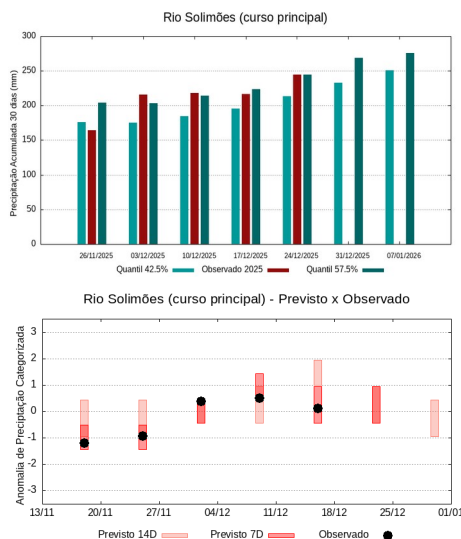 Rio Solimões (curso principal)
Precipitação Acumulada 30 dias (mm)
300
250
200
150
100
50
0
26/11/2025 03/12/2025 10/12/2025 17/12/2025 24/12/2025 31/12/2025 07/01/2026
Quantil 42.5% Observado 2025 Quantil 57.5%
Rio Solimões (curso principal) - Previsto x Observado
Anomalia de Precipitação Categorizada
3
2
1
0
-1
-2
-3
13/11 20/11 27/11 04/12 11/12 18/12 25/12 01/01
Previsto 14D Previsto 7D Observado